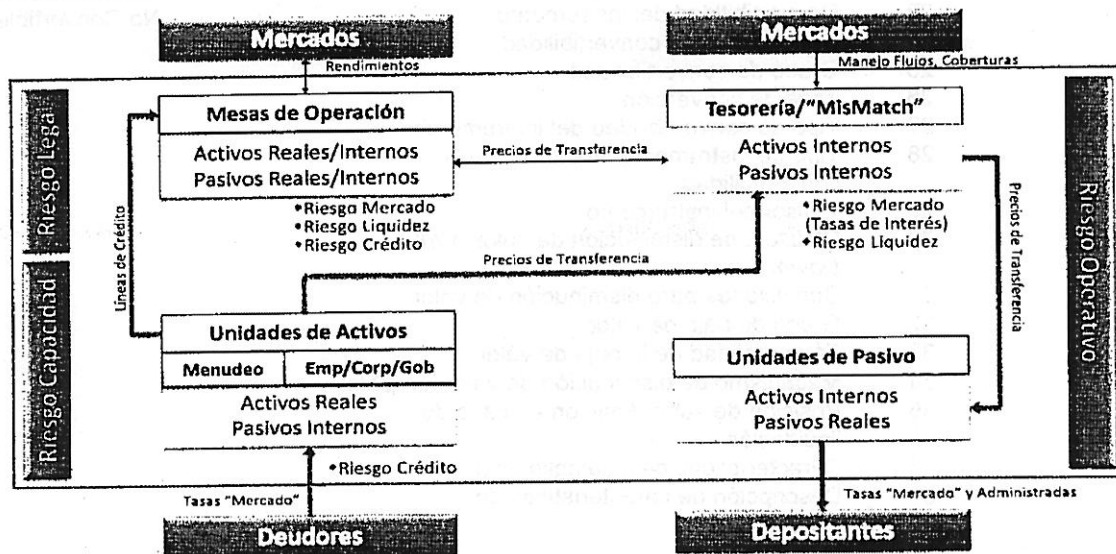 Mercados
Mercados
Rendimientos
Manejo Flujos, Coberturas
Riesgo Legal
Riesgo Capacidad
Riesgo Operativo
Líneas de Crédito
Mesas de Operación
Activos Reales/Internos
Pasivos Reales/Internos
•Riesgo Mercado
•Riesgo Liquidez
•Riesgo Crédito
Precios de Transferencia
Tesorería/"MisMatch"
Activos Internos
Pasivos Internos
•Riesgo Mercado
(Tasas de Interés)
•Riesgo Liquidez
Precios de Transferencia
Precios de Transferencia
Unidades de Activos
Menudeo
Emp/Corp/Gob
Activos Reales
Pasivos Internos
•Riesgo Crédito
Unidades de Pasivo
Activos Internos
Pasivos Reales
Tasas "Mercado"
Tasas "Mercado" y Administradas
Deudores
Depositantes
28